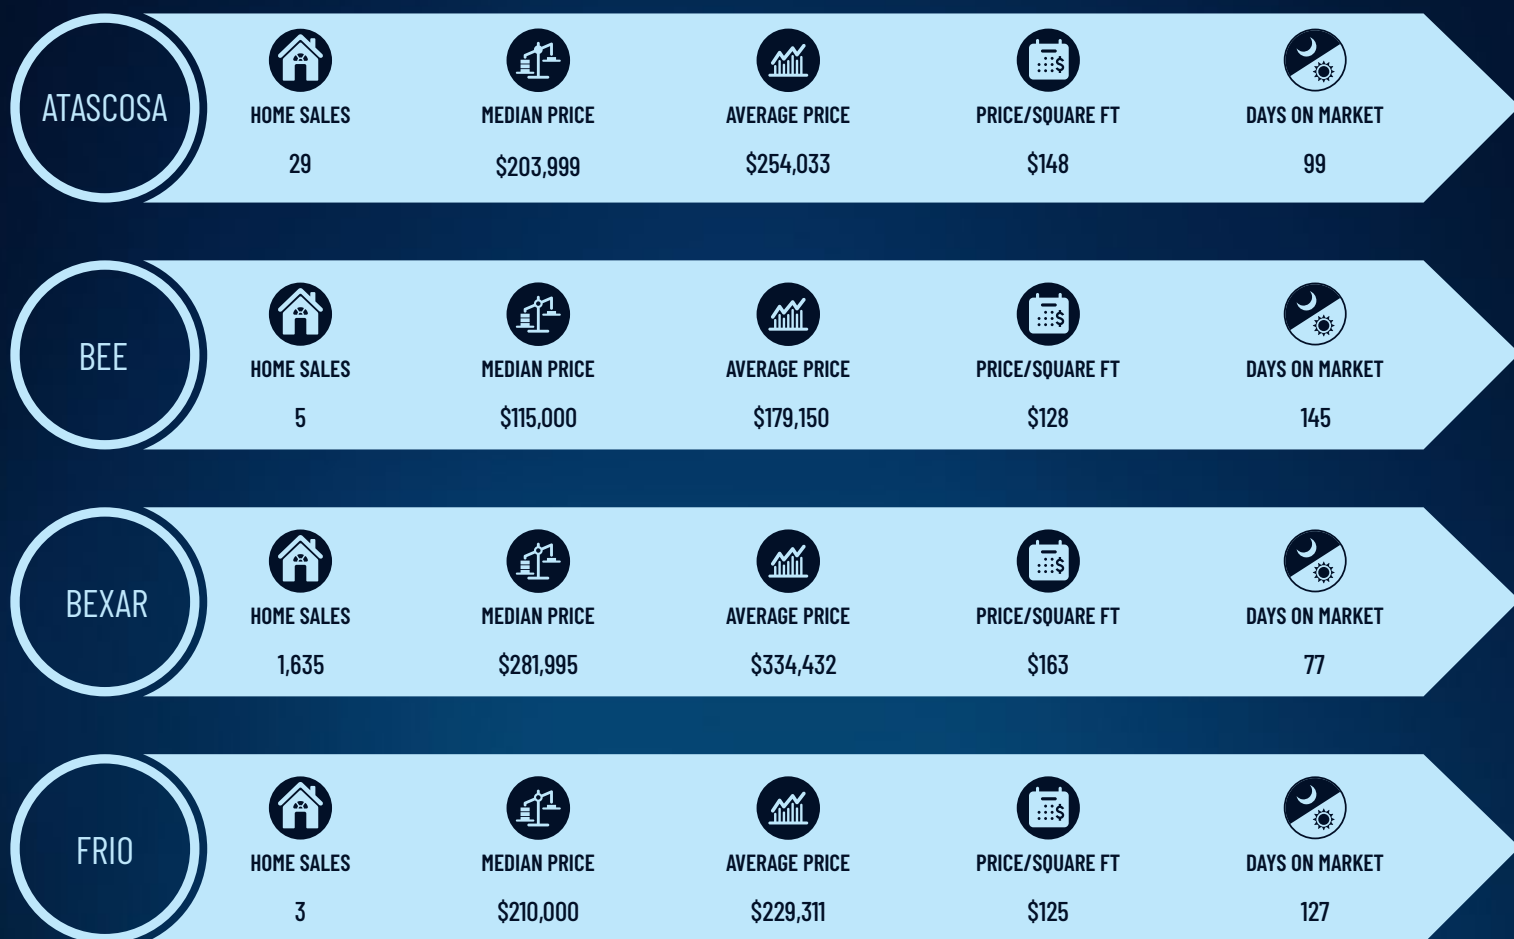 ATASCOSA
HOME SALES MEDIAN PRICE AVERAGE PRICE PRICE/SQUARE FT DAYS ON MARKET
29 $203,999 $254,033 $148 99
BEE
HOME SALES MEDIAN PRICE AVERAGE PRICE PRICE/SQUARE FT DAYS ON MARKET
5 $115,000 $179,150 $128 145
BEXAR
HOME SALES MEDIAN PRICE AVERAGE PRICE PRICE/SQUARE FT DAYS ON MARKET
1,635 $281,995 $334,432 $163 77
FRIO
HOME SALES MEDIAN PRICE AVERAGE PRICE PRICE/SQUARE FT DAYS ON MARKET
3 $210,000 $229,311 $125 127